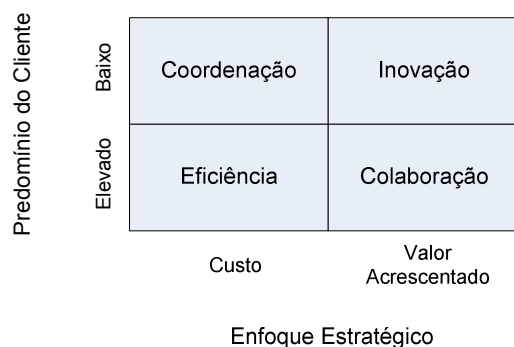 Predomínio do Cliente
Baixo
Coordenação
Inovação
Elevado
Eficiência
Colaboração
Custo
Valor
Acrescentado
Enfoque Estratégico